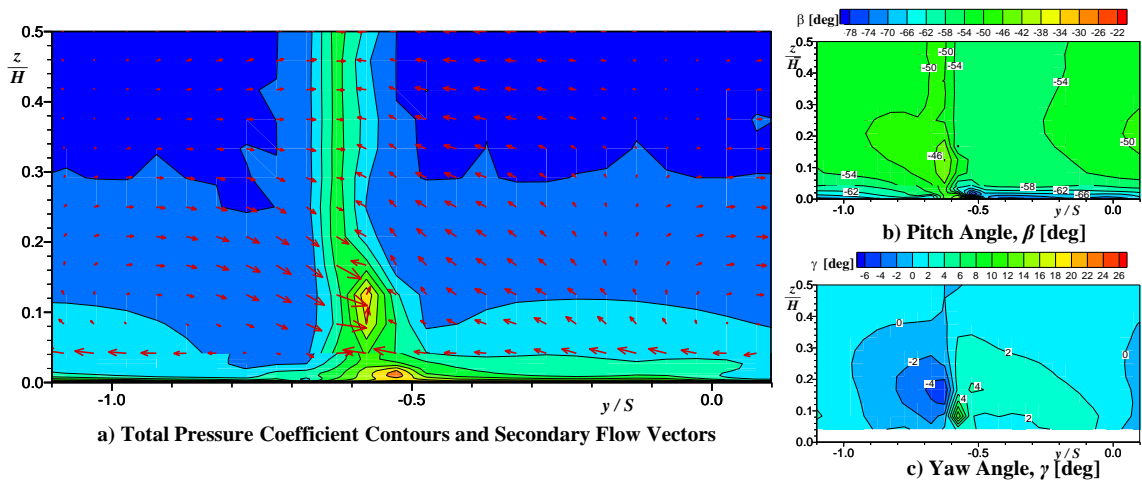 0.5
z
H
0.4
0.3
0.2
0.1
0.0
-1.0
-0.5
y/S
0.0
a) Total Pressure Coefficient Contours and Secondary Flow Vectors
β [deg]
-78 -74 -70 -66 -62 -58 -54 -50 -46 -42 -38 -34 -30 -26 -22
0.5
z
H
0.4
0.3
0.2
0.1
0.0
-50
-50
-54
-54
-50
-46
-54
-62
-58
-62
-66
-1.0
-0.5
y/S
0.0
b) Pitch Angle, β [deg]
γ [deg]
-6 -4 -2 0 2 4 6 8 10 12 14 16 18 20 22 24 26
0.5
z
H
0.4
0.3
0.2
0.1
0.0
0
-2
-4
2
4
4
2
0
-1.0
-0.5
y/S
0.0
c) Yaw Angle, γ [deg]